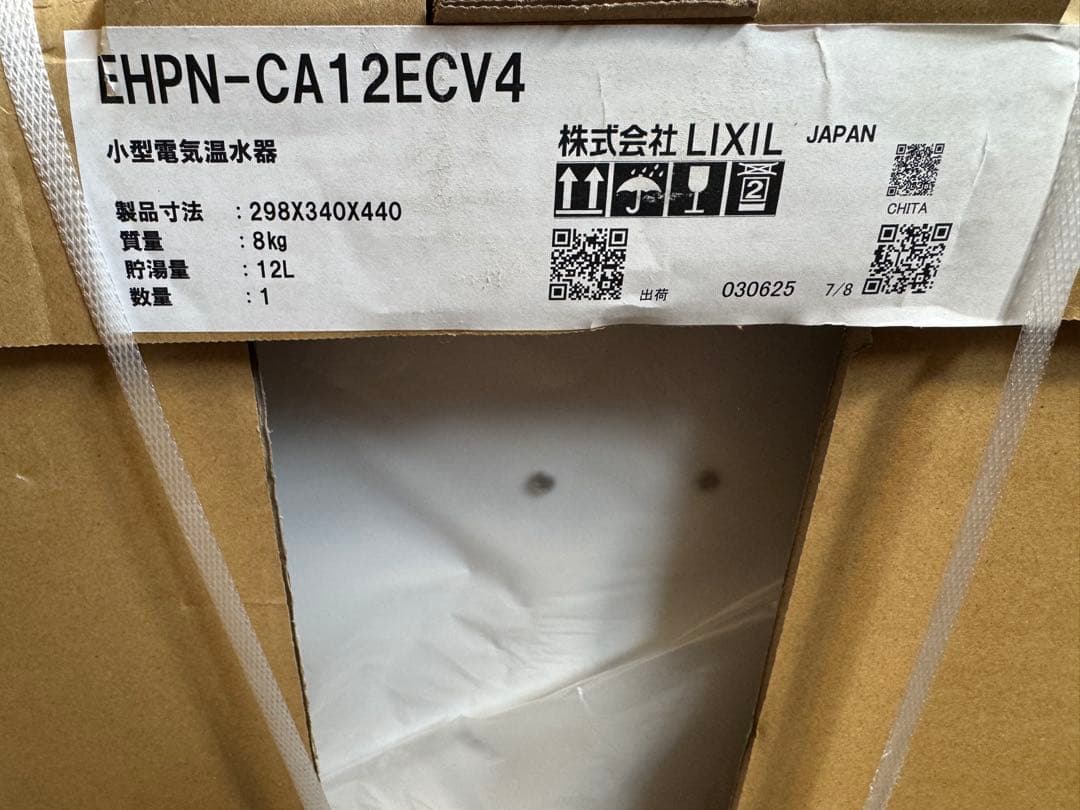 EHPN-CA12ECV4
小型電気温水器
株式会社 LIXIL JAPAN
製品寸法 : 298X340X440
質量 : 8kg
貯湯量 : 12L
数量 : 1
2
CHITA
出荷 030625 7/8